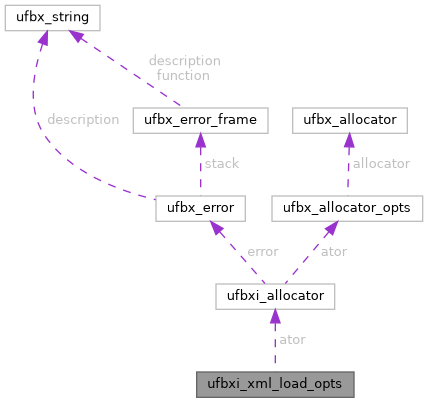 ufbx_string
description
function
ufbx_error_frame
ufbx_allocator
description
stack
allocator
ufbx_error
ufbx_allocator_opts
error
ator
ufbxi_allocator
ator
ufbxi_xml_load_opts